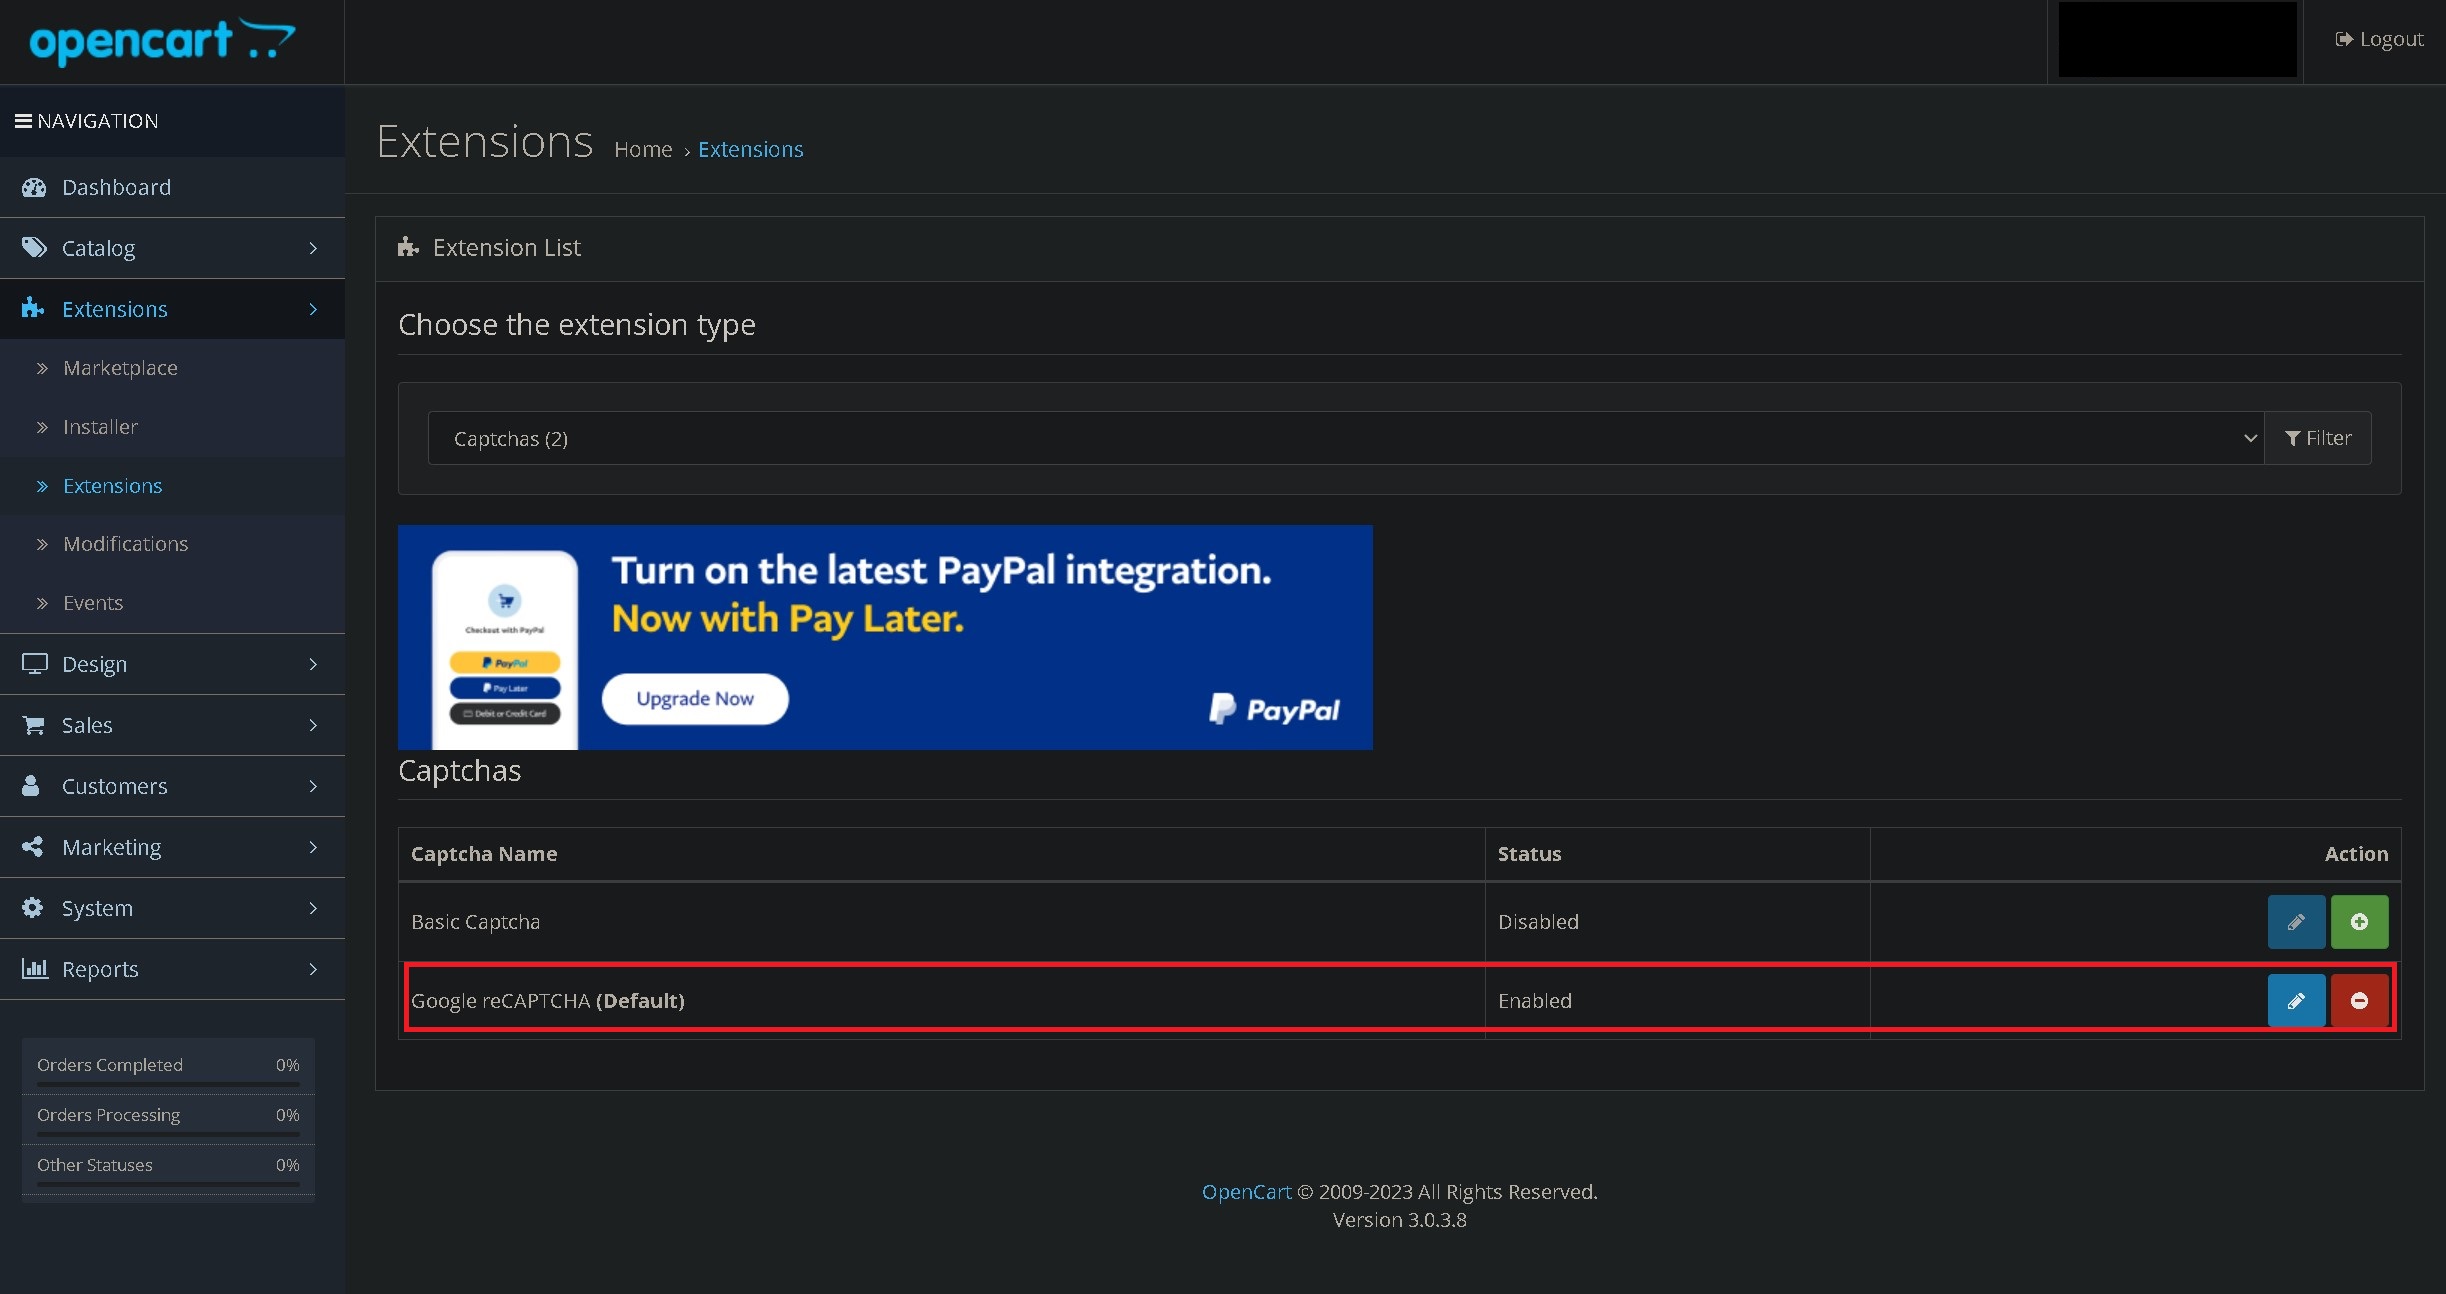 opencart
Logout
NAVIGATION
Dashboard
Catalog
Extensions
Marketplace
Installer
Extensions
Modifications
Events
Design
Sales
Customers
Marketing
System
Reports
Orders Completed 0%
Orders Processing 0%
Other Statuses 0%
Extensions Home › Extensions
Extension List
Choose the extension type
Captchas (2) Filter
Turn on the latest PayPal integration.
Now with Pay Later.
Checkout with PayPal
PayPal
Pay Later
Debit or Credit Card
Upgrade Now
PayPal
Captchas
Captcha Name Status Action
Basic Captcha Disabled
Google reCAPTCHA (Default) Enabled
OpenCart © 2009-2023 All Rights Reserved.
Version 3.0.3.8